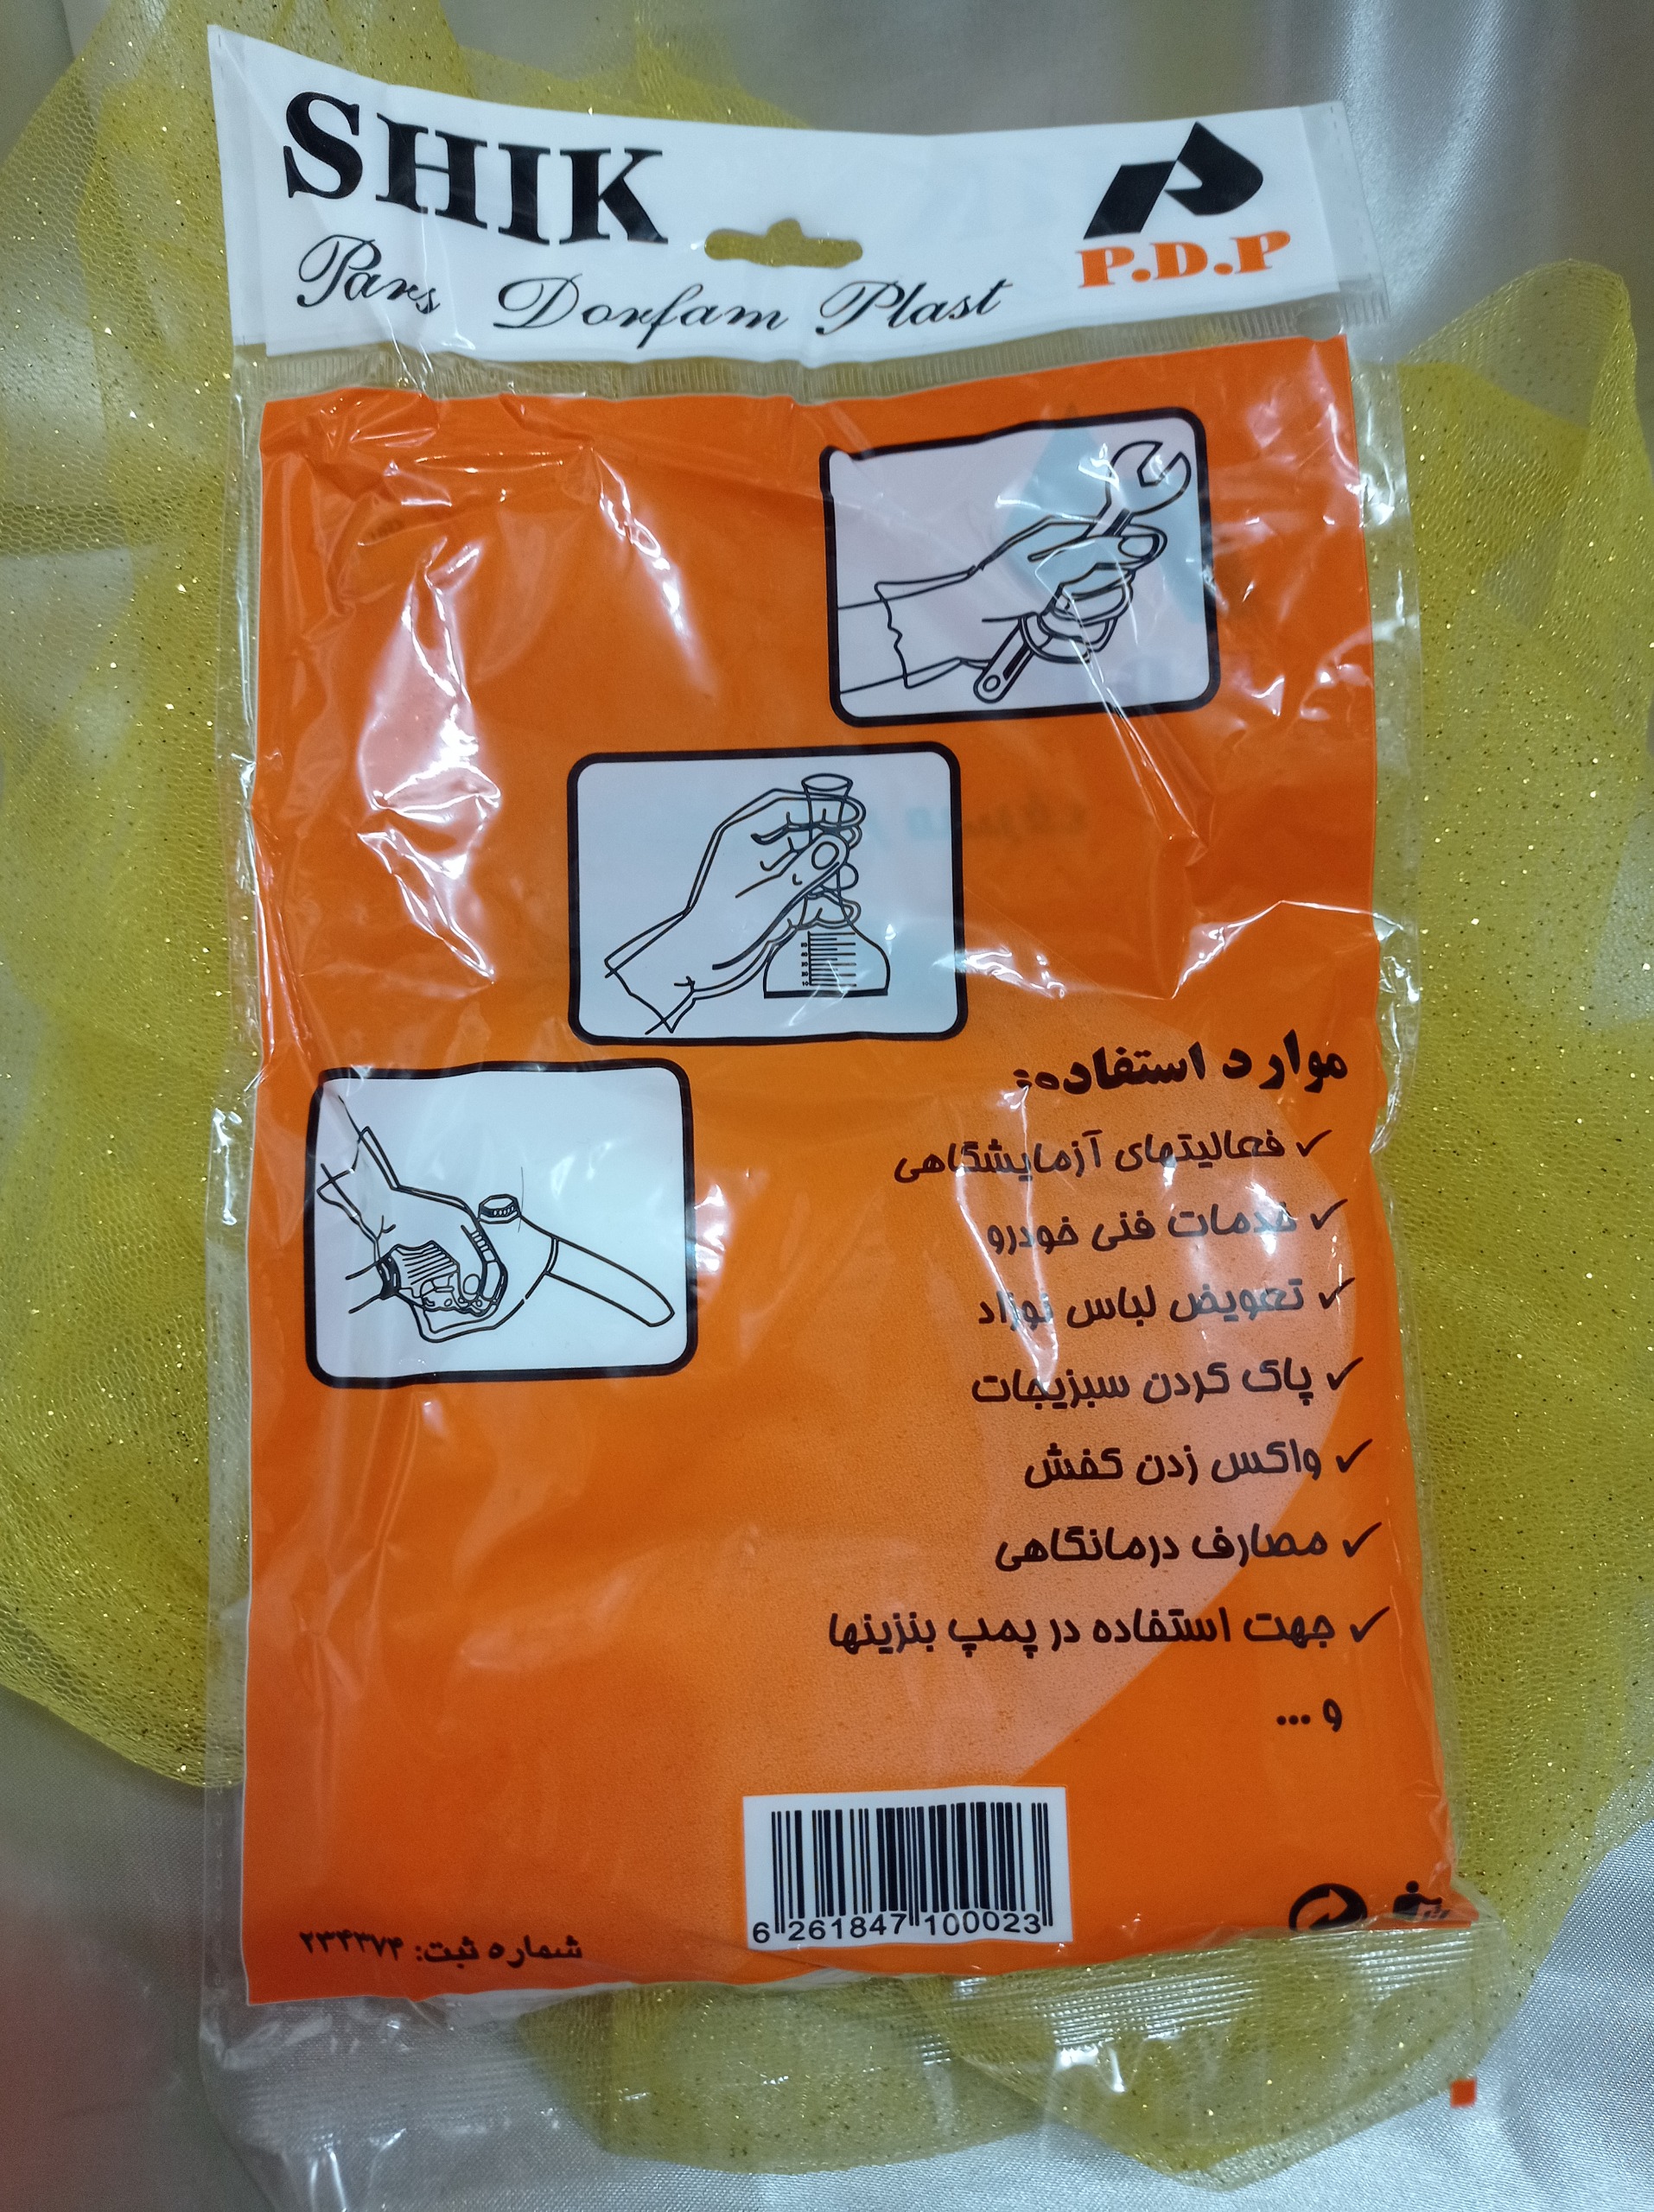 SHIK
Pars Dorfam Plast
P.D.P
موارد استفاده:
✓ فعالیتهای آزمایشگاهی
✓ خدمات فنی خودرو
✓ تعویض لباس نوزاد
✓ پاک کردن سبزیجات
✓ واکس زدن کفش
✓ مصارف درمانگاهی
✓ جهت استفاده در پمپ بنزینها
و ...
6 261847 100023
شماره ثبت: ۲۳۴۳۷۴